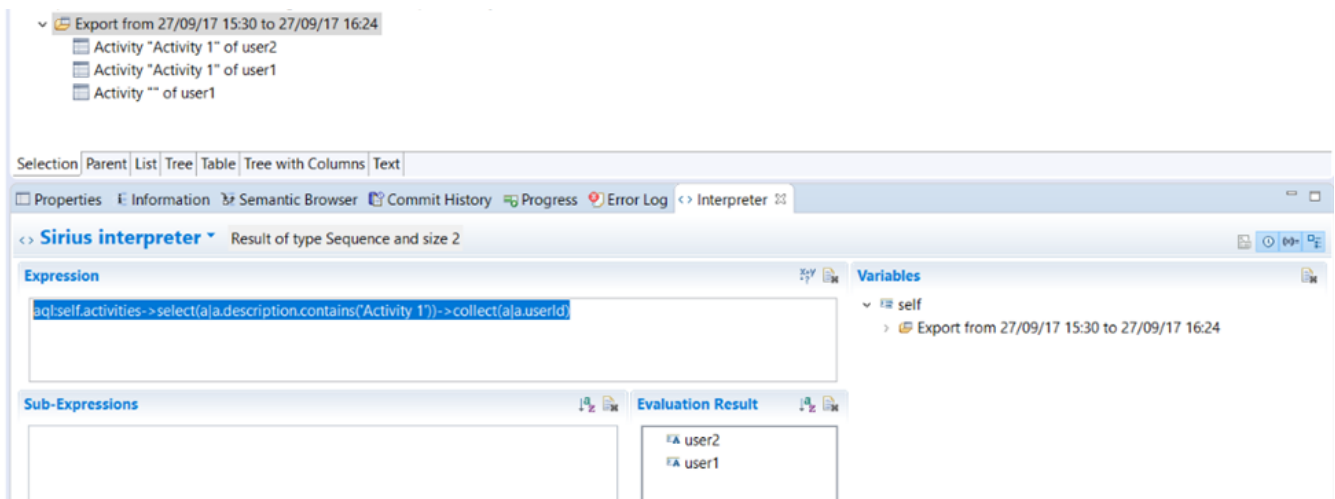 Export from 27/09/17 15:30 to 27/09/17 16:24
Activity "Activity 1" of user2
Activity "Activity 1" of user1
Activity "" of user1
Selection Parent List Tree Table Tree with Columns Text
Properties Information Semantic Browser Commit History Progress Error Log Interpreter
Sirius interpreter Result of type Sequence and size 2
Expression
Variables
aql:self.activities->select(a|a.description.contains('Activity 1'))->collect(a|a.userId)
self
Export from 27/09/17 15:30 to 27/09/17 16:24
Sub-Expressions
Evaluation Result
user2
user1